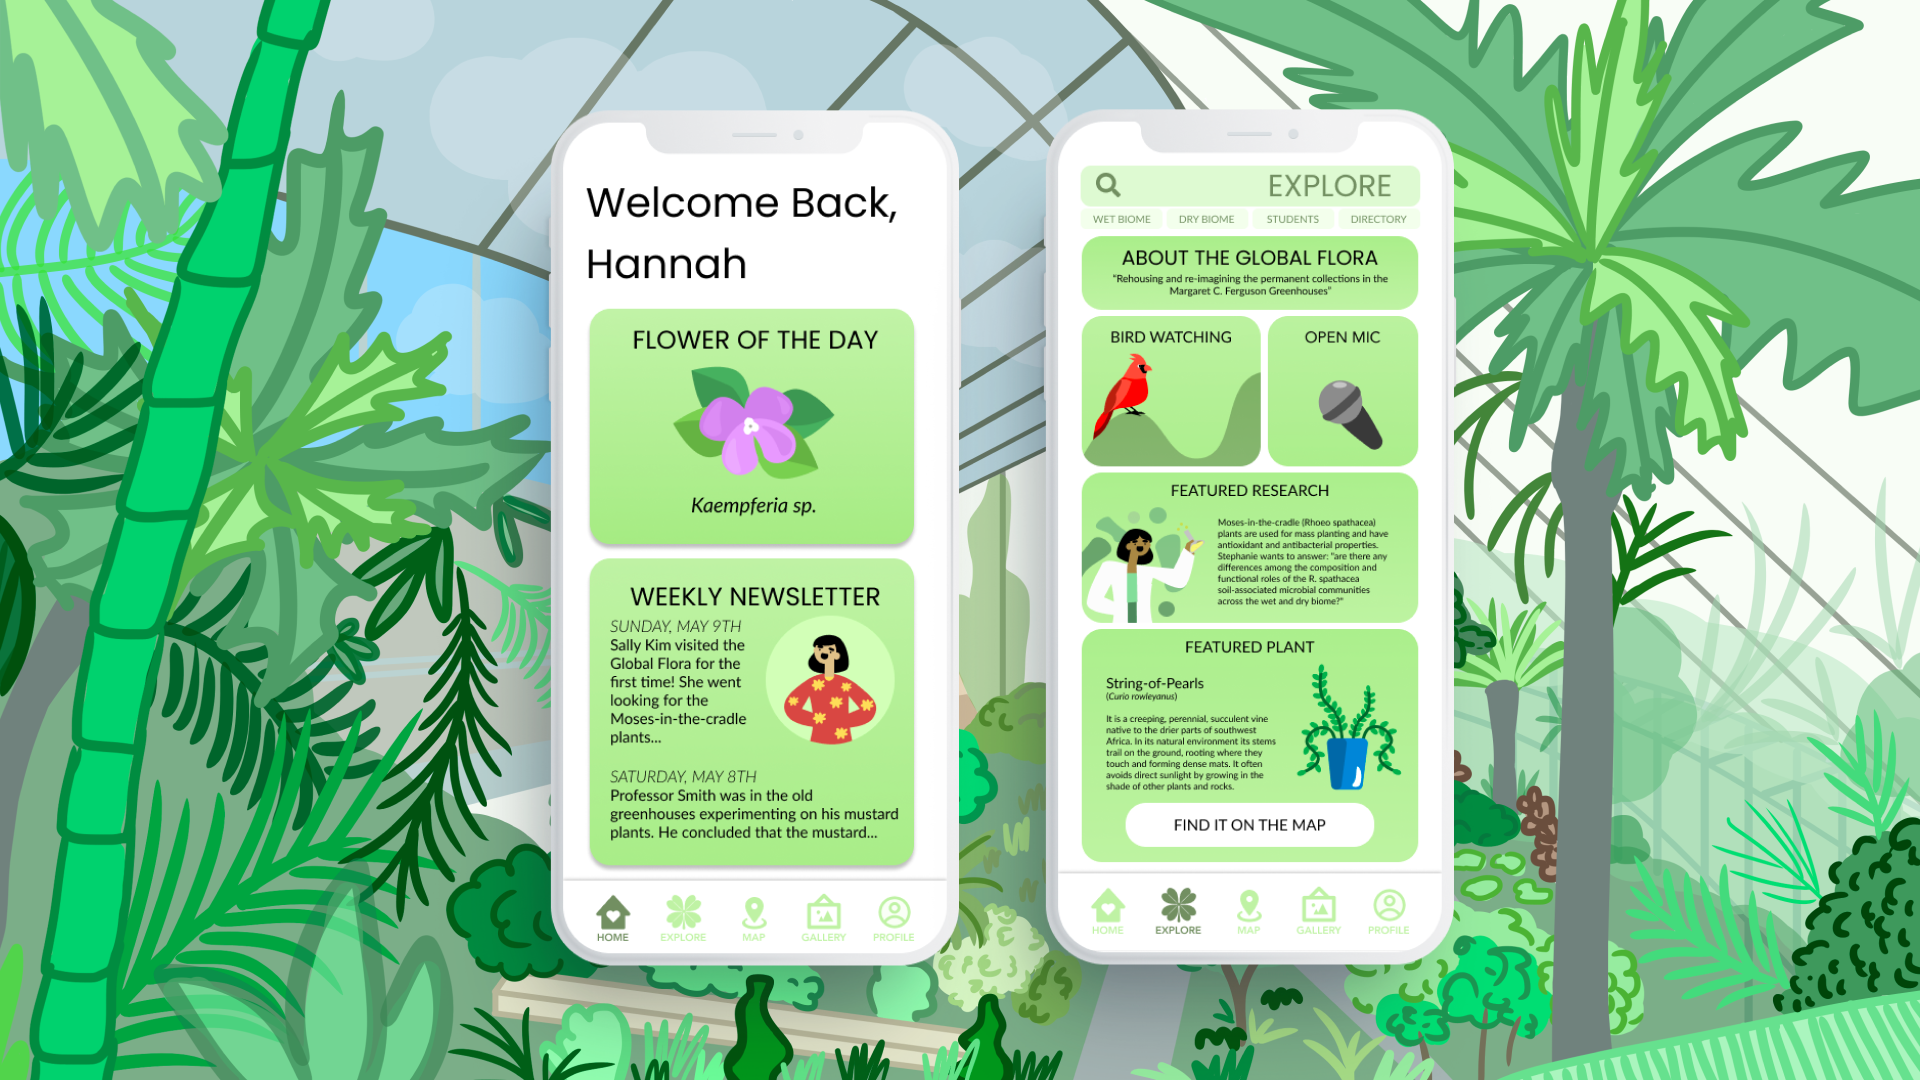 Welcome Back,
Hannah
FLOWER OF THE DAY
Kaempferia sp.
WEEKLY NEWSLETTER
SUNDAY, MAY 9TH
Sally Kim visited the
Global Flora for the
first time! She went
looking for the
Moses-in-the-cradle
plants...
SATURDAY, MAY 8TH
Professor Smith was in the old
greenhouses experimenting on his mustard
plants. He concluded that the mustard...
HOME EXPLORE MAP GALLERY PROFILE
EXPLORE
WET BIOME DRY BIOME STUDENTS DIRECTORY
ABOUT THE GLOBAL FLORA
"Rehousing and re-imagining the permanent collections in the
Margaret C. Ferguson Greenhouses"
BIRD WATCHING
OPEN MIC
FEATURED RESEARCH
Moses-in-the-cradle (Rhoeo spathacea)
plants are used for mass planting and have
antioxidant and antibacterial properties.
Stephanie wants to answer: "are there any
differences among the composition and
functional roles of the R. spathacea
soil-associated microbial communities
across the wet and dry biome?"
FEATURED PLANT
String-of-Pearls
(Curio rowleyanus)
It is a creeping, perennial, succulent vine
native to the drier parts of southwest
Africa. In its natural environment its stems
trail on the ground, rooting where they
touch and forming dense mats. It often
avoids direct sunlight by growing in the
shade of other plants and rocks.
FIND IT ON THE MAP
HOME EXPLORE MAP GALLERY PROFILE